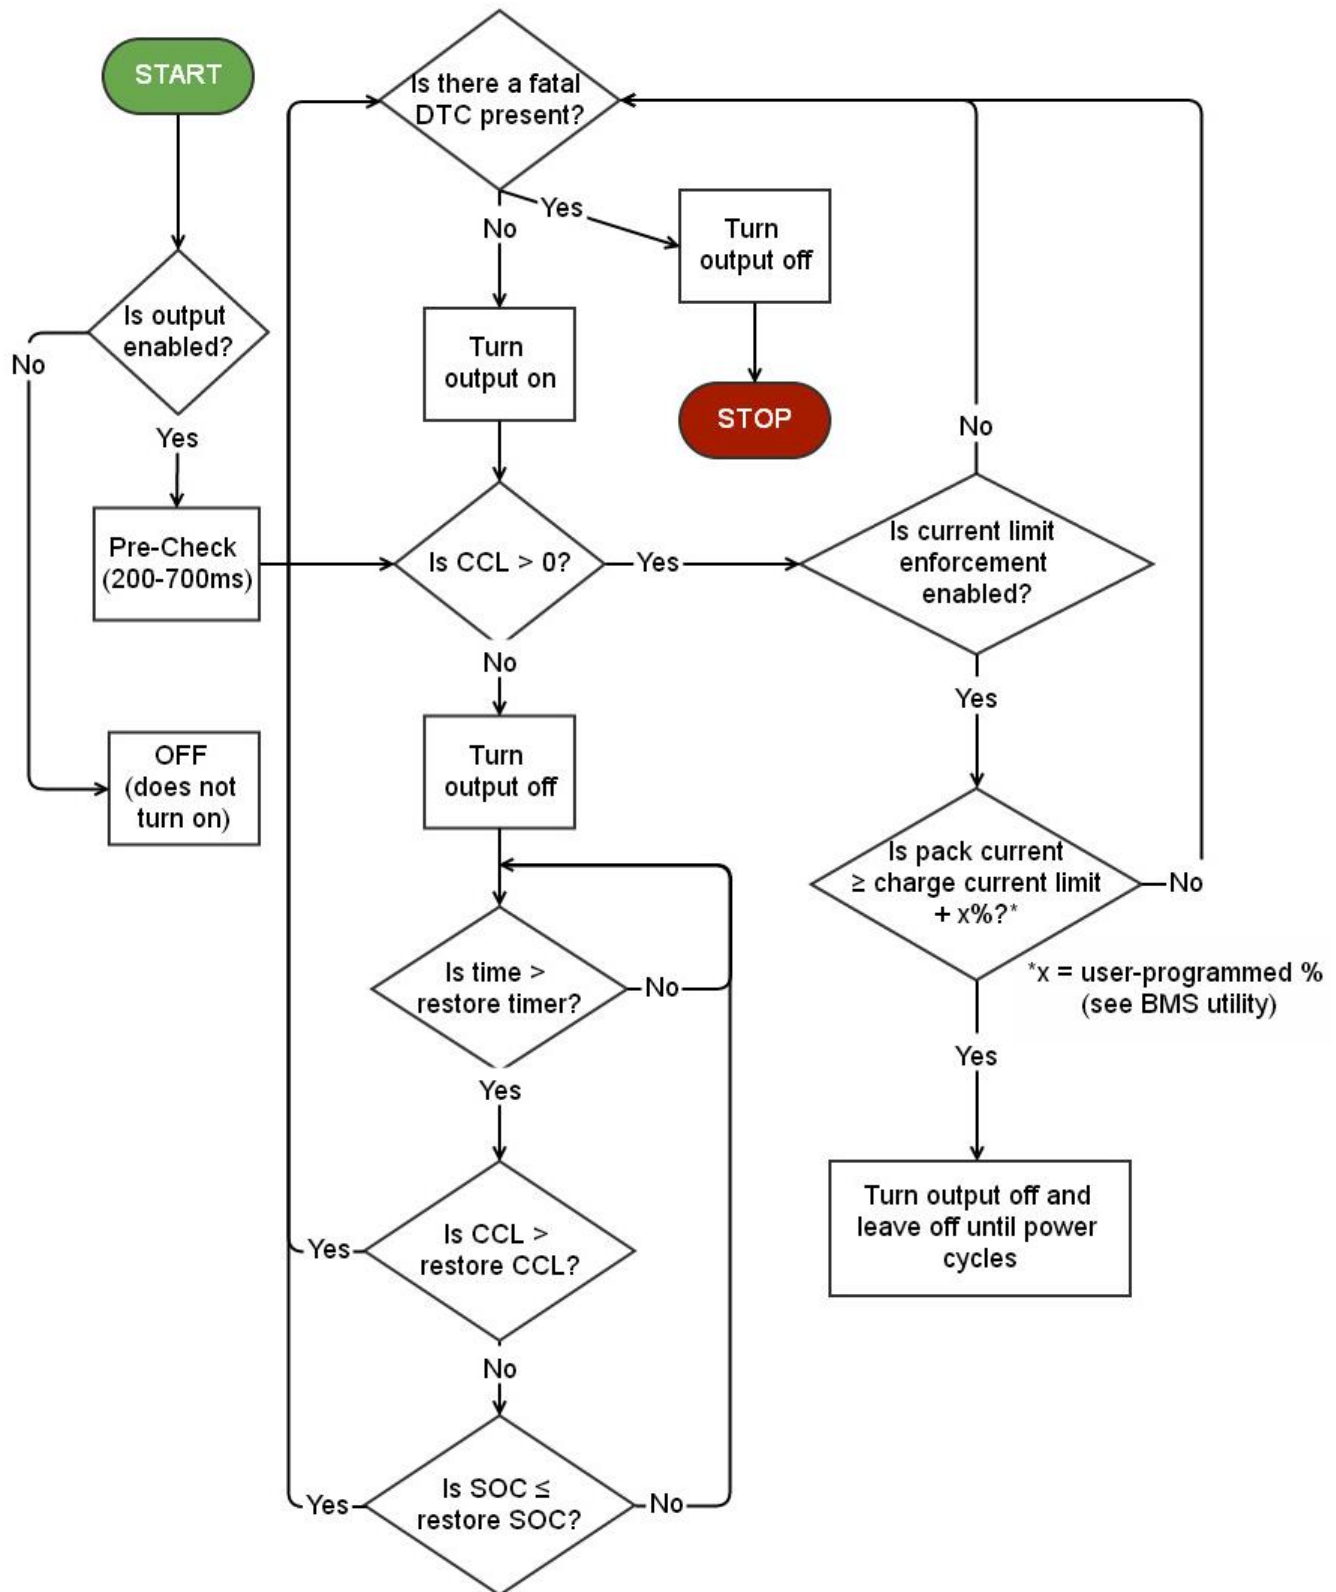 START
Is there a fatal
DTC present?
Yes
No
Turn
output off
Is output
enabled?
No
Turn
output on
STOP
Yes
No
Pre-Check
(200-700ms)
Is CCL > 0?
Yes
Is current limit
enforcement
enabled?
No
Yes
OFF
(does not
turn on)
Turn
output off
Is pack current
≥ charge current limit
+ x%?*
No
*x = user-programmed %
(see BMS utility)
Is time >
restore timer?
No
Yes
Yes
Turn output off and
leave off until power
cycles
Is CCL >
restore CCL?
Yes
No
Is SOC ≤
restore SOC?
Yes
No